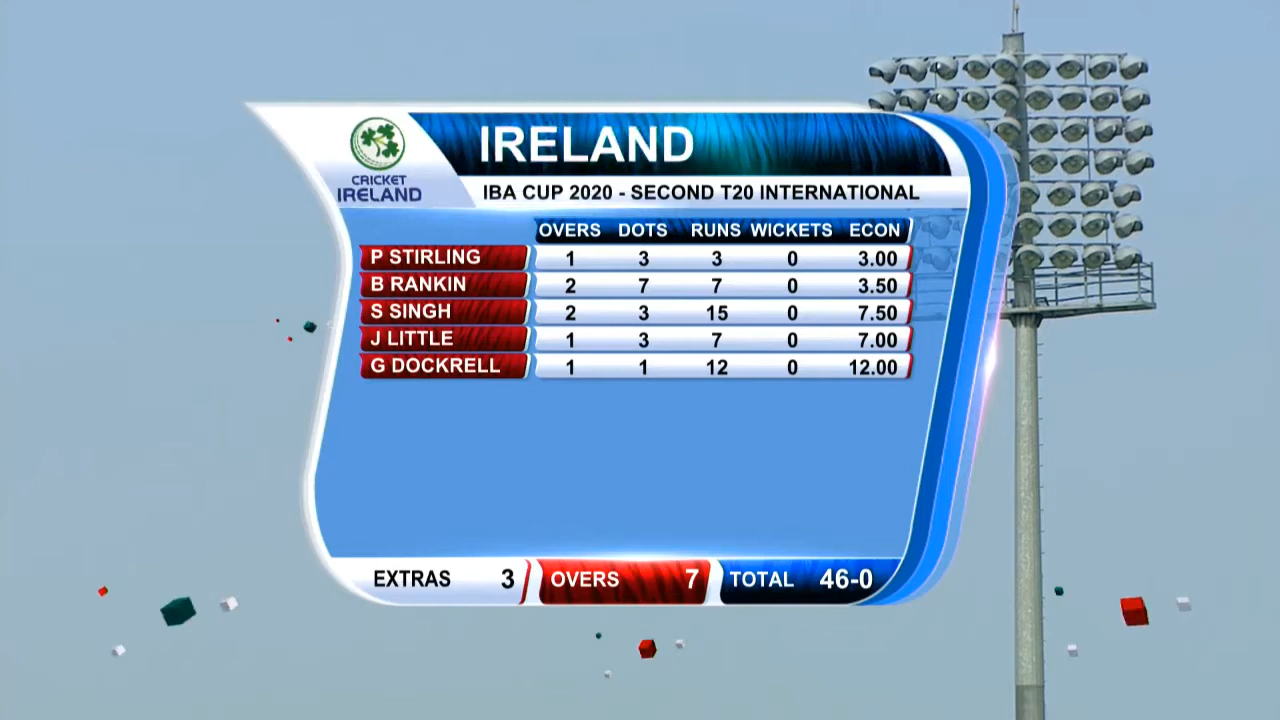 IRELAND
CRICKET
IRELAND
IBA CUP 2020 - SECOND T20 INTERNATIONAL
OVERS DOTS RUNS WICKETS ECON
P STIRLING 1 3 3 0 3.00
B RANKIN 2 7 7 0 3.50
S SINGH 2 3 15 0 7.50
J LITTLE 1 3 7 0 7.00
G DOCKRELL 1 1 12 0 12.00
EXTRAS 3 OVERS 7 TOTAL 46-0